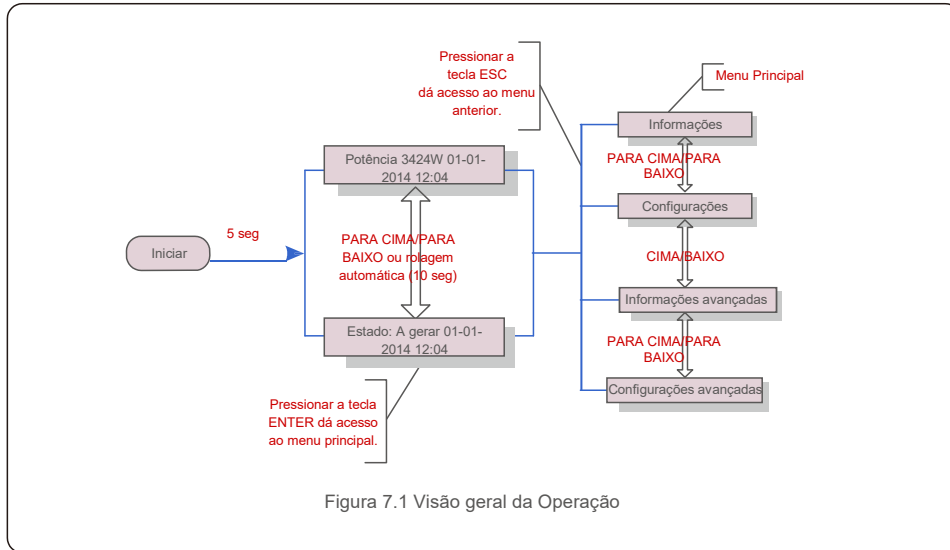 Iniciar
5 seg
Potência 3424W 01-01-
2014 12:04
PARA CIMA/PARA
BAIXO ou rolagem
automática (10 seg)
Estado: A gerar 01-01-
2014 12:04
Pressionar a tecla
ENTER dá acesso
ao menu principal.
Pressionar a
tecla ESC
dá acesso ao menu
anterior.
Menu Principal
Informações
PARA CIMA/PARA
BAIXO
Configurações
CIMA/BAIXO
Informações avançadas
PARA CIMA/PARA
BAIXO
Configurações avançadas
Figura 7.1 Visão geral da Operação